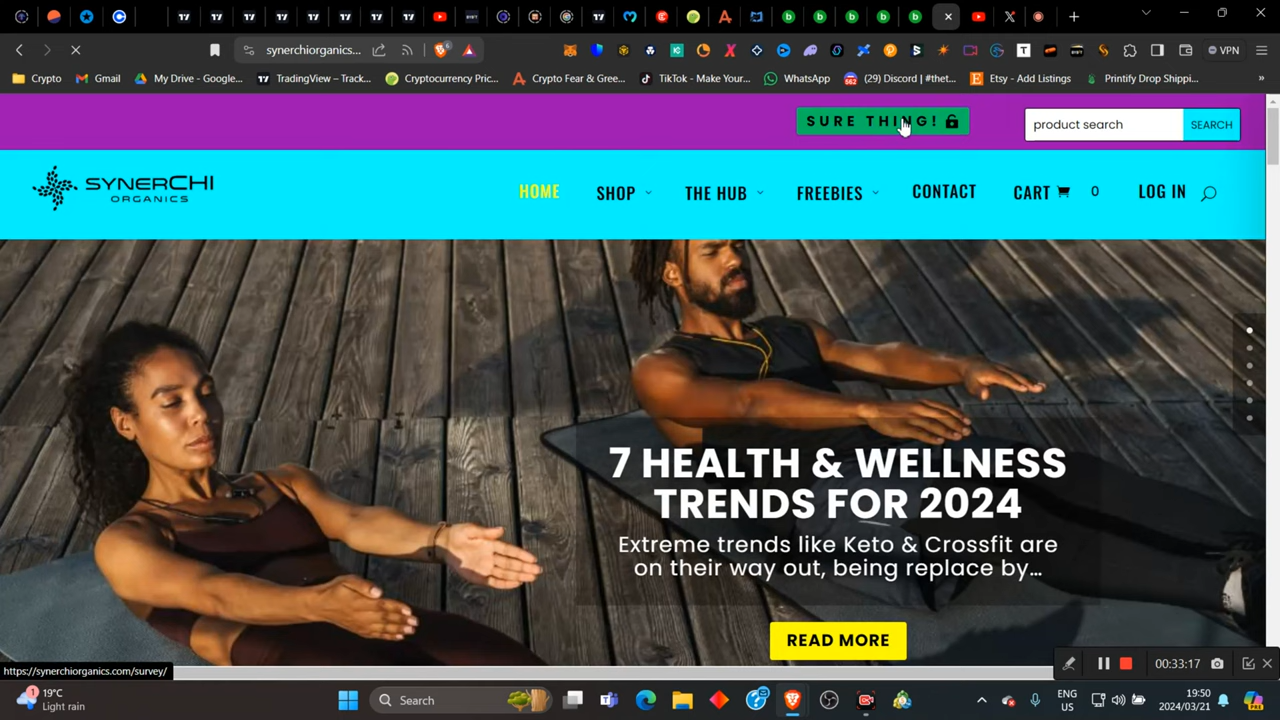 synerchiorganics...
6
VPN
Crypto
Gmail
My Drive - Google...
TradingView – Track...
Cryptocurrency Pric...
Crypto Fear & Gree...
TikTok - Make Your...
WhatsApp
(29) Discord | #thet...
Etsy - Add Listings
Printify Drop Shippi...
»
SURE THING!
product search
SEARCH
SYNERCHI
ORGANICS
HOME
SHOP
THE HUB
FREEBIES
CONTACT
CART
0
LOG IN
7 HEALTH & WELLNESS
TRENDS FOR 2024
Extreme trends like Keto & Crossfit are
on their way out, being replace by...
READ MORE
https://synerchiorganics.com/survey/
00:33:17
1
19°C
Light rain
Search
ENG
US
19:50
2024/03/21